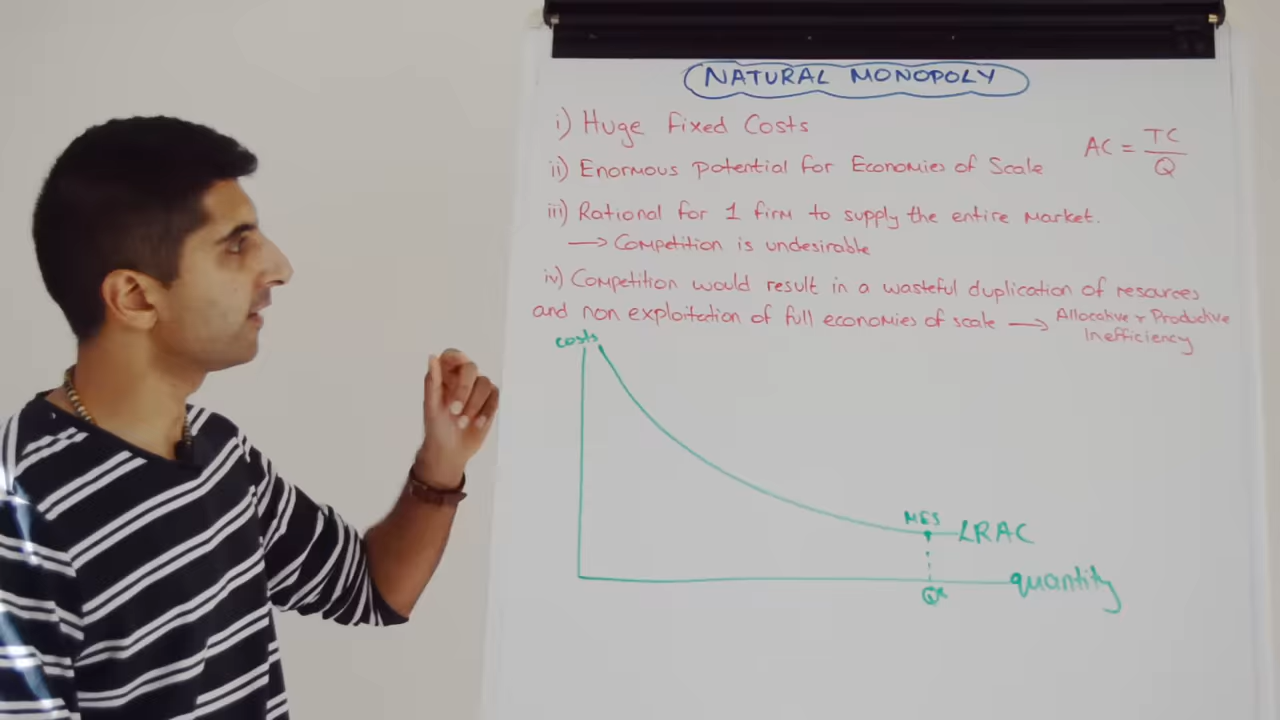 NATURAL MONOPOLY
i) Huge Fixed Costs
AC = TC
Q
ii) Enormous Potential for Economies of Scale
iii) Rational for 1 firm to supply the entire market.
→ Competition is undesirable
iv) Competition would result in a wasteful duplication of resources
and non exploitation of full economies of scale → Allocative + Productive
Inefficiency
costs
MES
LRAC
quantity